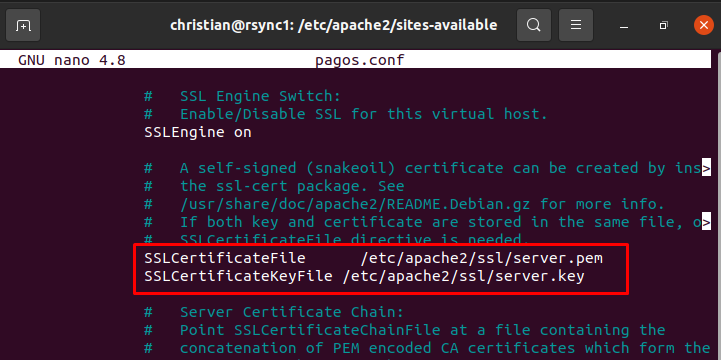 christian@rsync1: /etc/apache2/sites-available
GNU nano 4.8 pagos.conf
# SSL Engine Switch:
# Enable/Disable SSL for this virtual host.
SSLEngine on
# A self-signed (snakeoil) certificate can be created by ins>
# the ssl-cert package. See
# /usr/share/doc/apache2/README.Debian.gz for more info.
# If both key and certificate are stored in the same file, o>
# SSLCertificateFile directive is needed.
SSLCertificateFile /etc/apache2/ssl/server.pem
SSLCertificateKeyFile /etc/apache2/ssl/server.key
# Server Certificate Chain:
# Point SSLCertificateChainFile at a file containing the
# concatenation of PEM encoded CA certificates which form the